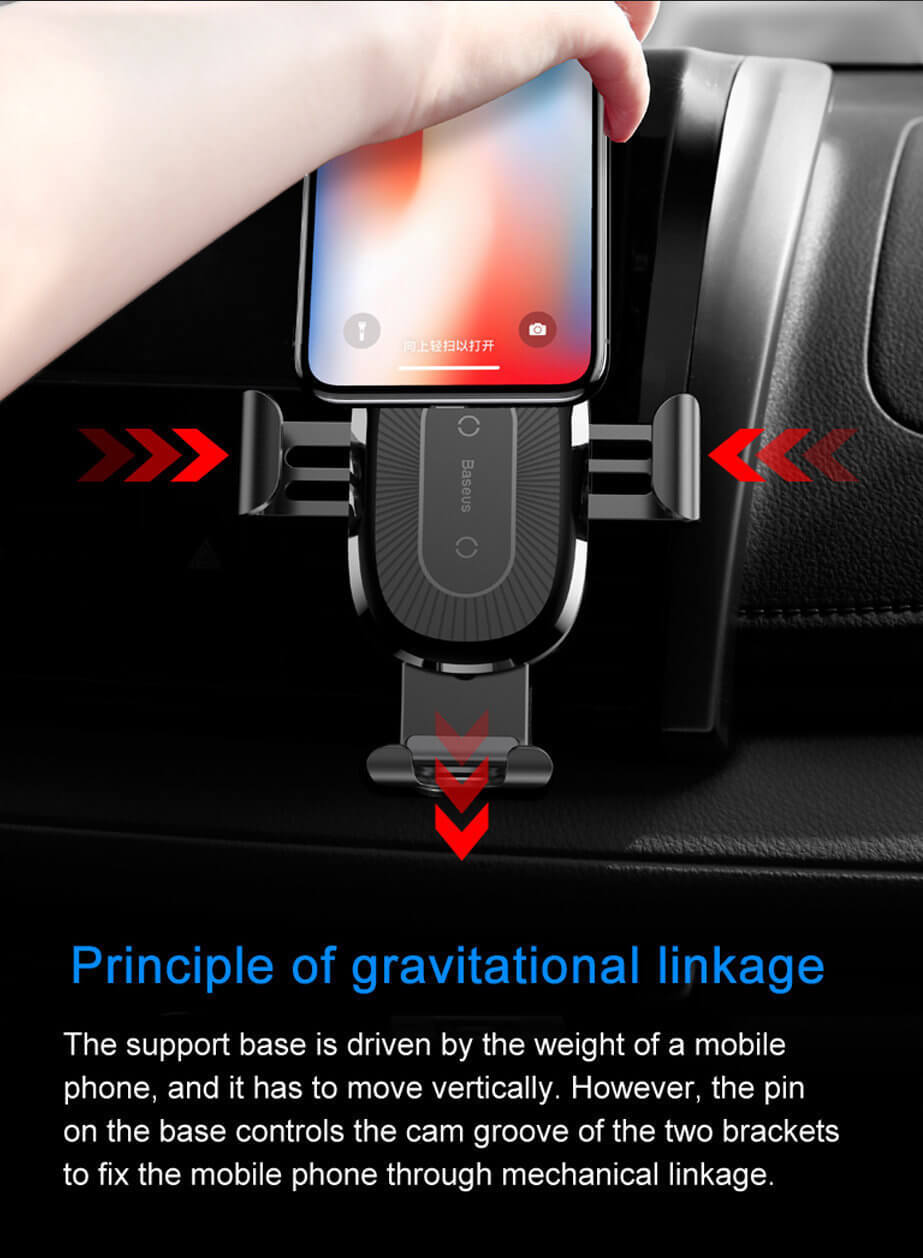 向上轻扫以打开
Baseus
Principle of gravitational linkage
The support base is driven by the weight of a mobile
phone, and it has to move vertically. However, the pin
on the base controls the cam groove of the two brackets
to fix the mobile phone through mechanical linkage.